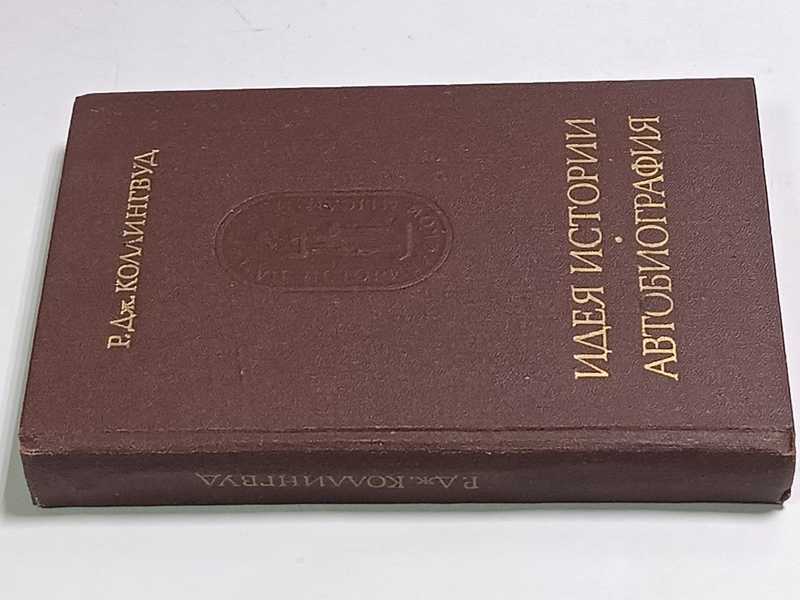 Р. Дж. КОЛЛИНГВУД
ИДЕЯ ИСТОРИИ
•
АВТОБИОГРАФИЯ
Р. Дж. КОЛЛИНГВУД